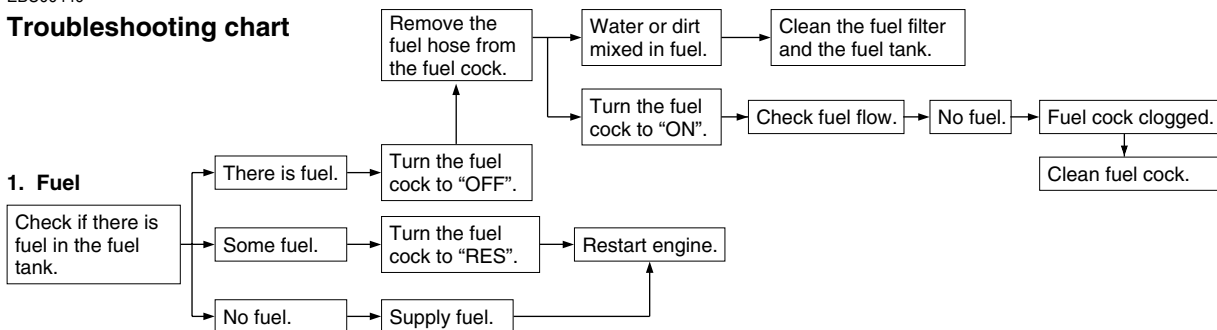 Troubleshooting chart
Remove the
fuel hose from
the fuel cock.
Water or dirt
mixed in fuel.
Clean the fuel filter
and the fuel tank.
Turn the fuel
cock to “ON”.
Check fuel flow.
No fuel.
Fuel cock clogged.
Clean fuel cock.
1. Fuel
Check if there is
fuel in the fuel
tank.
There is fuel.
Turn the fuel
cock to “OFF”.
Some fuel.
Turn the fuel
cock to “RES”.
Restart engine.
No fuel.
Supply fuel.